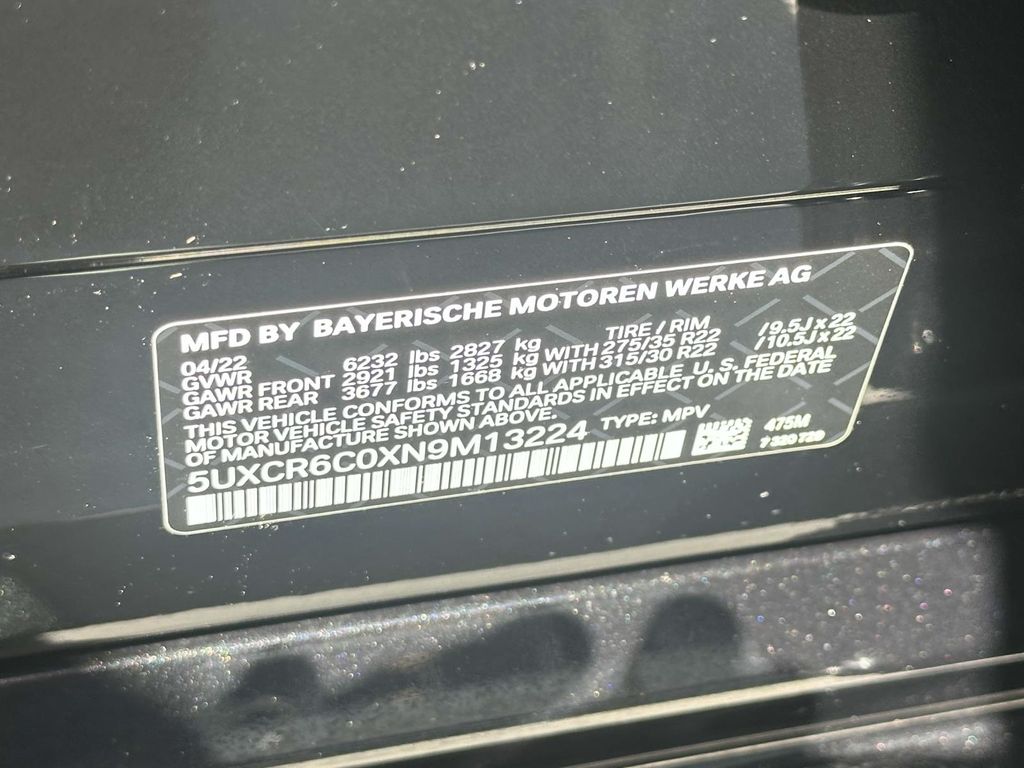 MFD BY BAYERISCHE MOTOREN WERKE AG
04/22 TIRE / RIM
GVWR 6232 lbs 2827 kg
GAWR FRONT 2921 lbs 1325 kg WITH 275/35 R22 / 9.5J x 22
GAWR REAR 3677 lbs 1668 kg WITH 315/30 R22 / 10.5J x 22
THIS VEHICLE CONFORMS TO ALL APPLICABLE U. S. FEDERAL
MOTOR VEHICLE SAFETY STANDARDS IN EFFECT ON THE DATE
OF MANUFACTURE SHOWN ABOVE.
5UXCR6C0XN9M13224 TYPE: MPV
475M
7 320 720